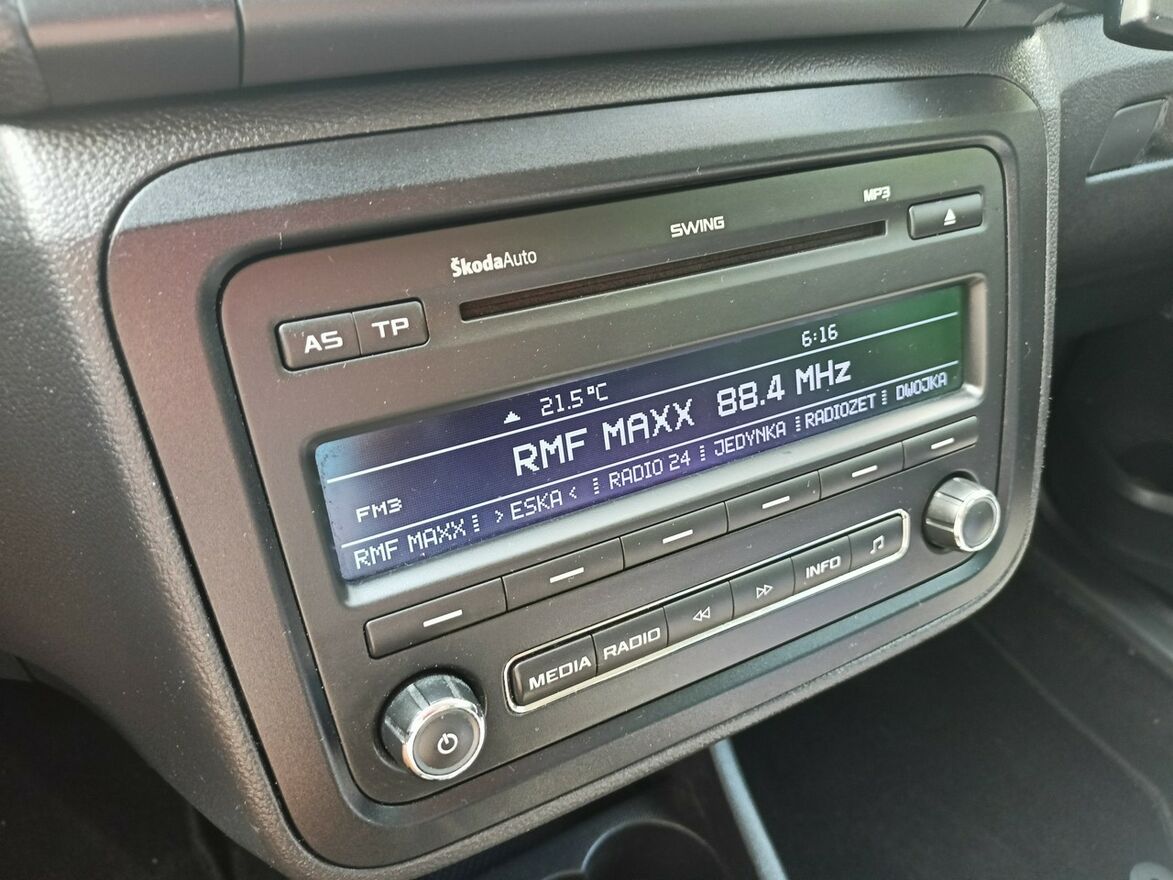 ŠkodaAuto SWING MP3
AS TP
21.5°C 6:16
RMF MAXX 88.4 MHz
FM3
RMF MAXX > ESKA < RADIO 24 JEDYNKA RADIOZET DWOJKA
MEDIA RADIO INFO